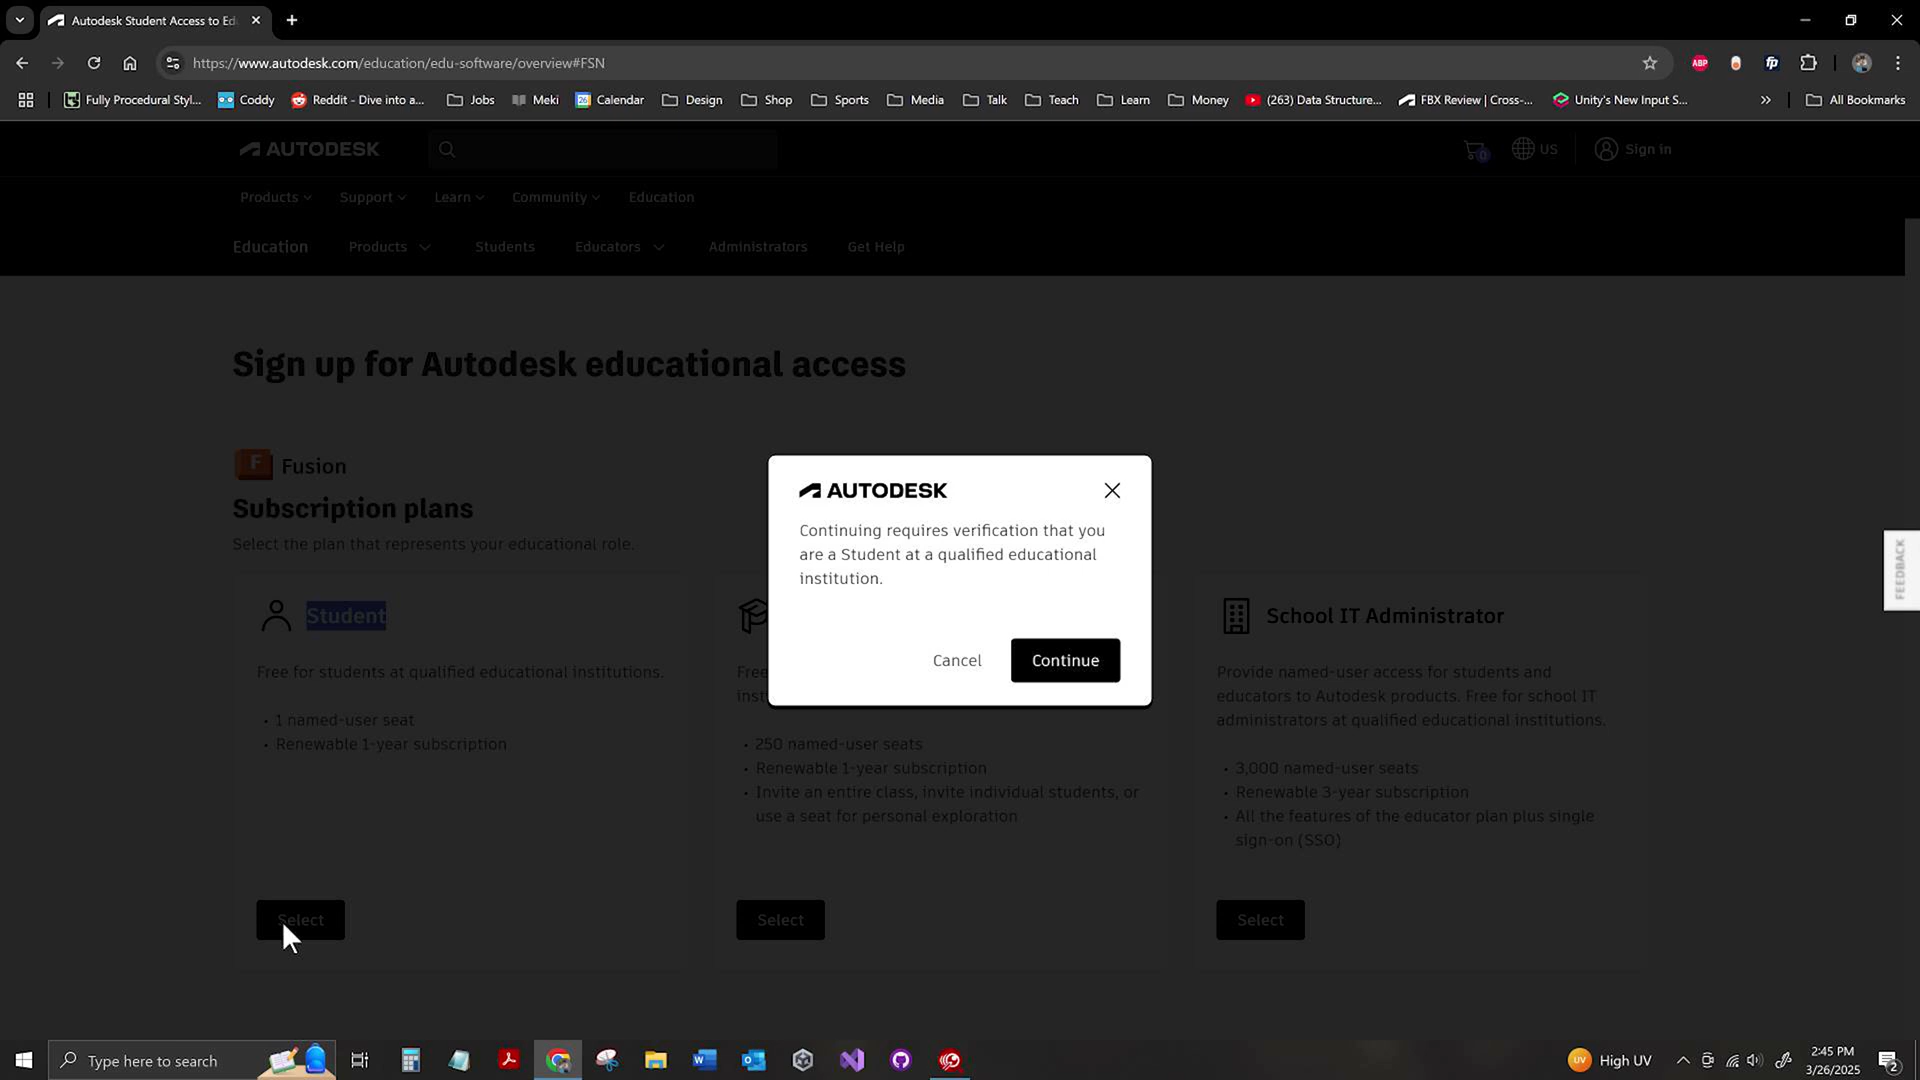 Autodesk Student Access to Ed
https://www.autodesk.com/education/edu-software/overview#FSN
ABP
fp
Fully Procedural Styl...
Coddy
Reddit - Dive into a...
Jobs
Meki
26
Calendar
Design
Shop
Sports
Media
Talk
Teach
Learn
Money
(263) Data Structure...
FBX Review | Cross-...
Unity's New Input S...
All Bookmarks
AUTODESK
0
US
Sign in
Products
Support
Learn
Community
Education
Education
Products
Students
Educators
Administrators
Get Help
Sign up for Autodesk educational access
F
Fusion
Subscription plans
Select the plan that represents your educational role.
AUTODESK
Continuing requires verification that you
are a Student at a qualified educational
institution.
Cancel
Continue
FEEDBACK
Student
Free for students at qualified educational institutions.
• 1 named-user seat
• Renewable 1-year subscription
Select
Free
inst
• 250 named-user seats
• Renewable 1-year subscription
• Invite an entire class, invite individual students, or
use a seat for personal exploration
Select
School IT Administrator
Provide named-user access for students and
educators to Autodesk products. Free for school IT
administrators at qualified educational institutions.
• 3,000 named-user seats
• Renewable 3-year subscription
• All the features of the educator plan plus single
sign-on (SSO)
Select
Type here to search
UV
High UV
2:45 PM
3/26/2025
2